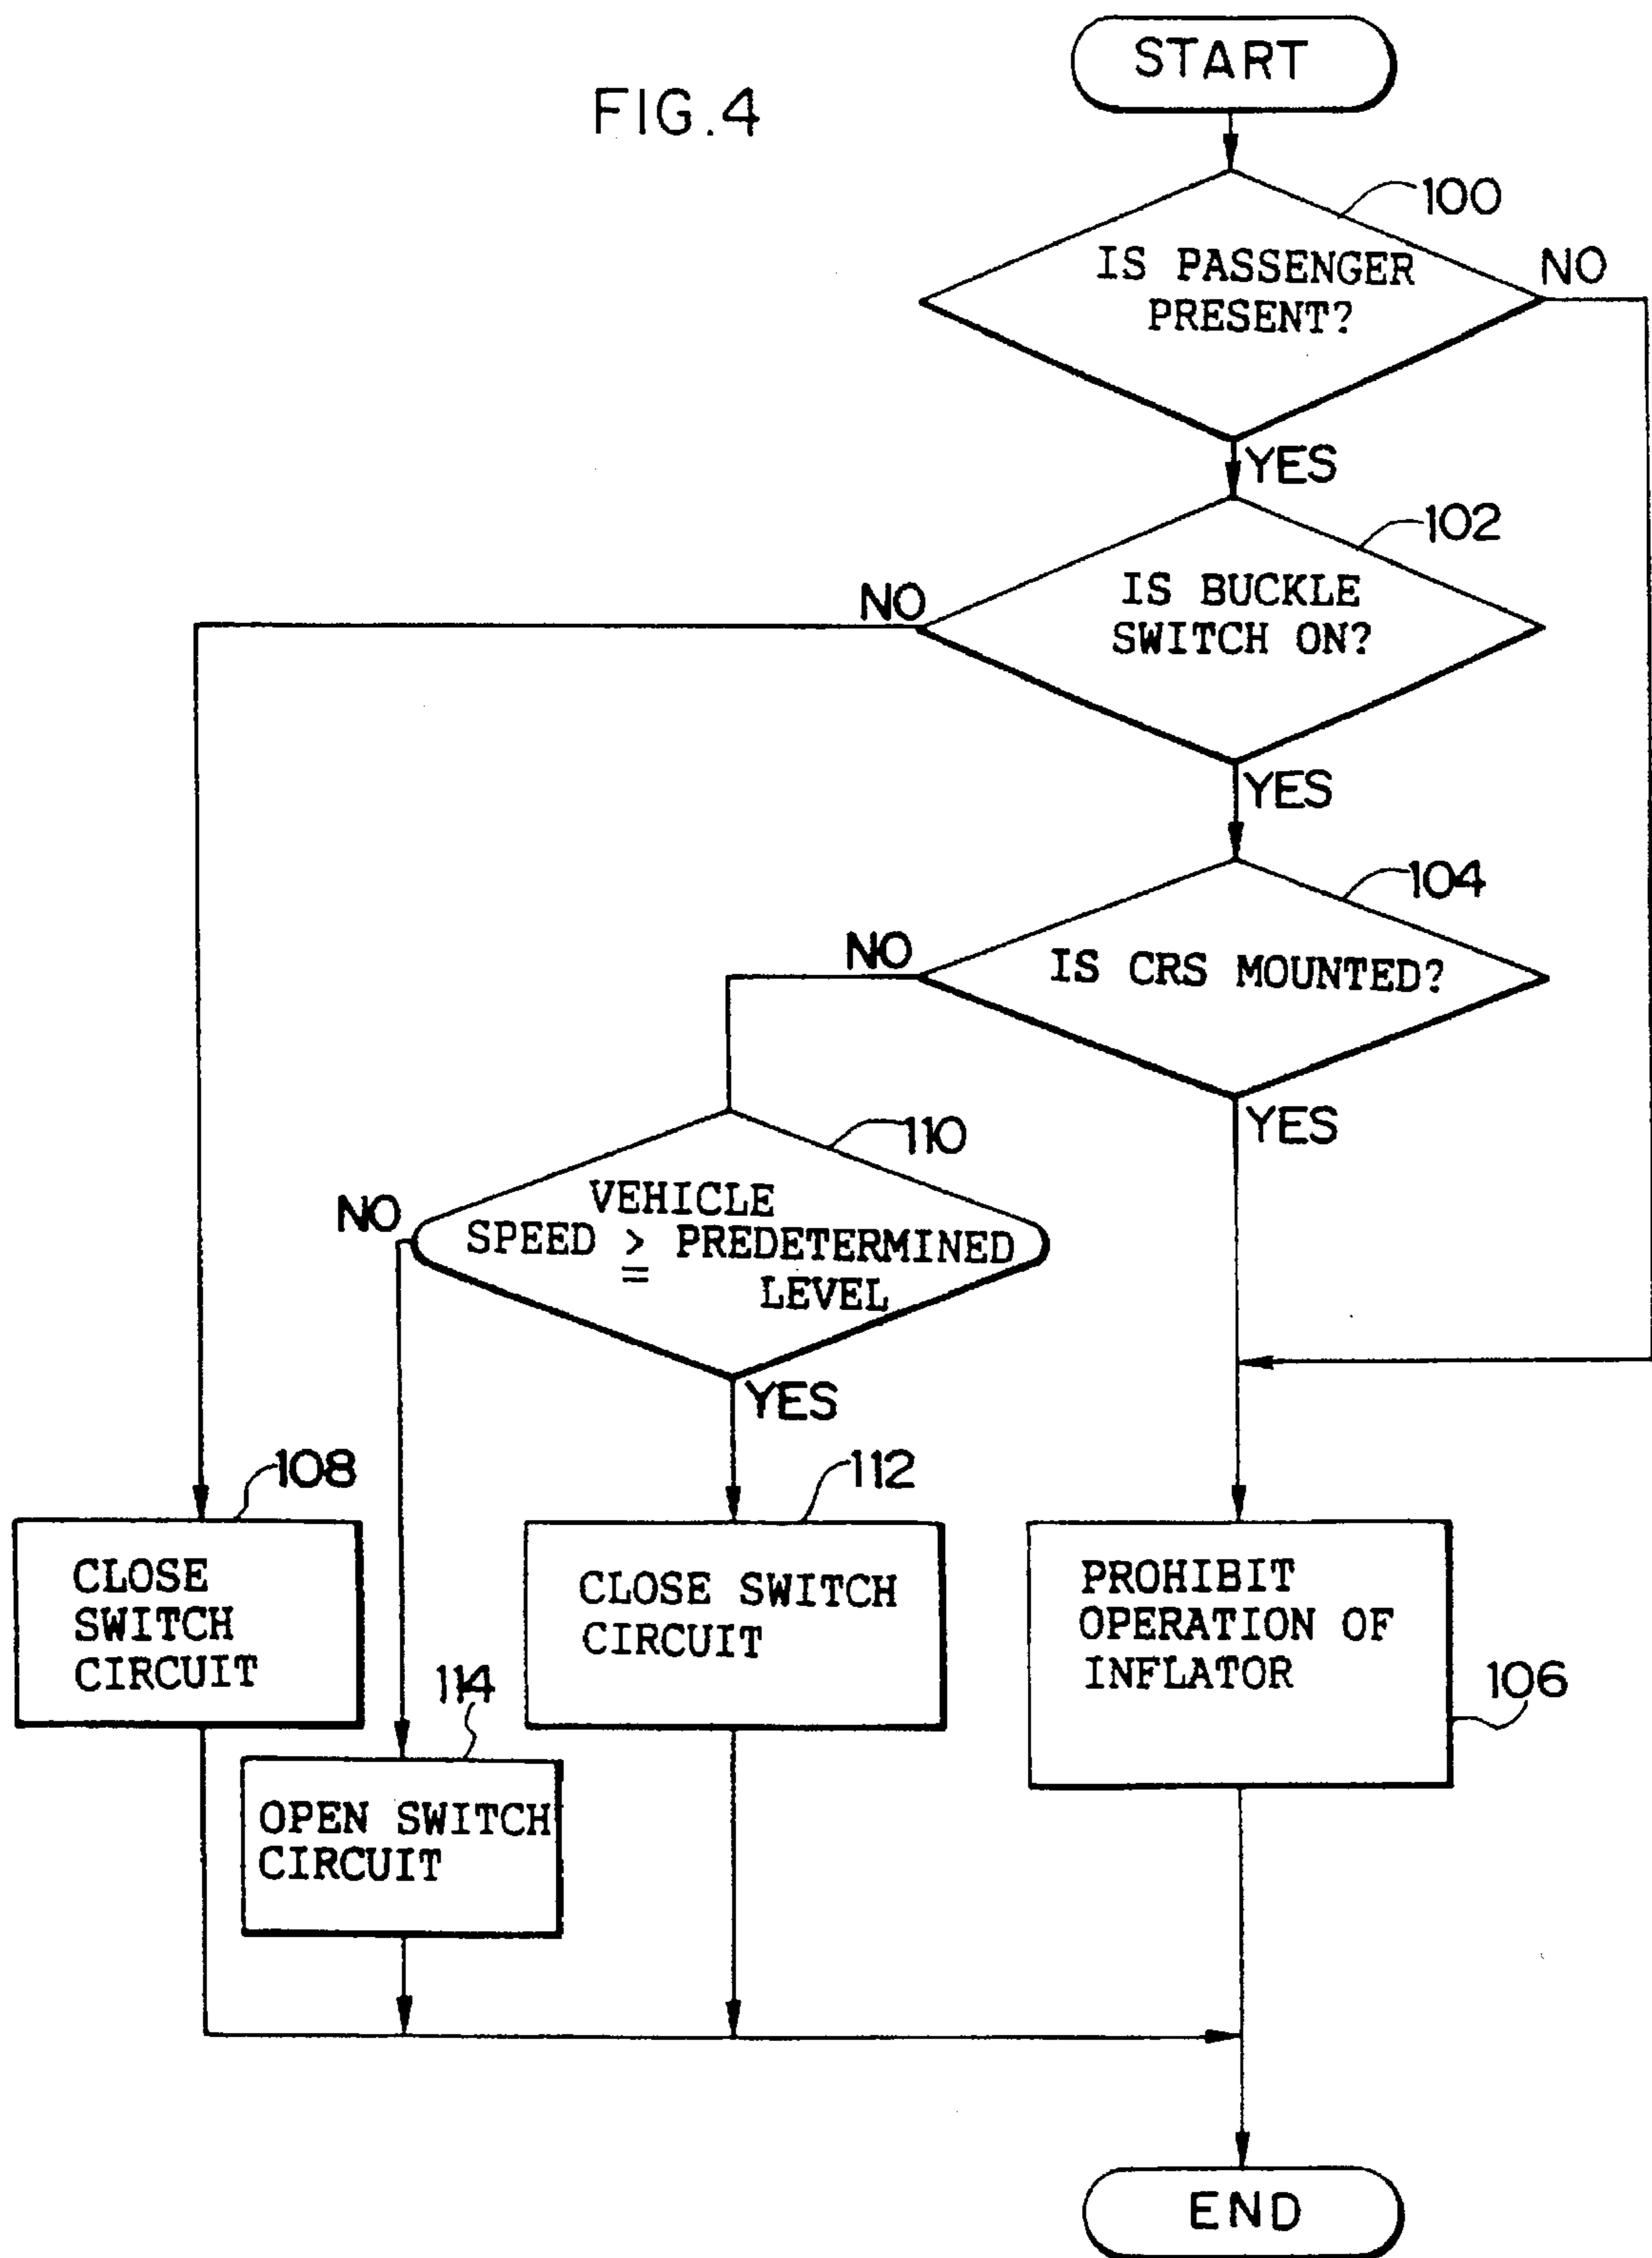 FIG.4
START
100
IS PASSENGER
PRESENT?
NO
YES
102
IS BUCKLE
SWITCH ON?
NO
YES
104
IS CRS MOUNTED?
NO
YES
110
VEHICLE
SPEED ≧ PREDETERMINED
LEVEL
NO
YES
108
CLOSE
SWITCH
CIRCUIT
112
CLOSE SWITCH
CIRCUIT
PROHIBIT
OPERATION OF
INFLATOR
106
114
OPEN SWITCH
CIRCUIT
END